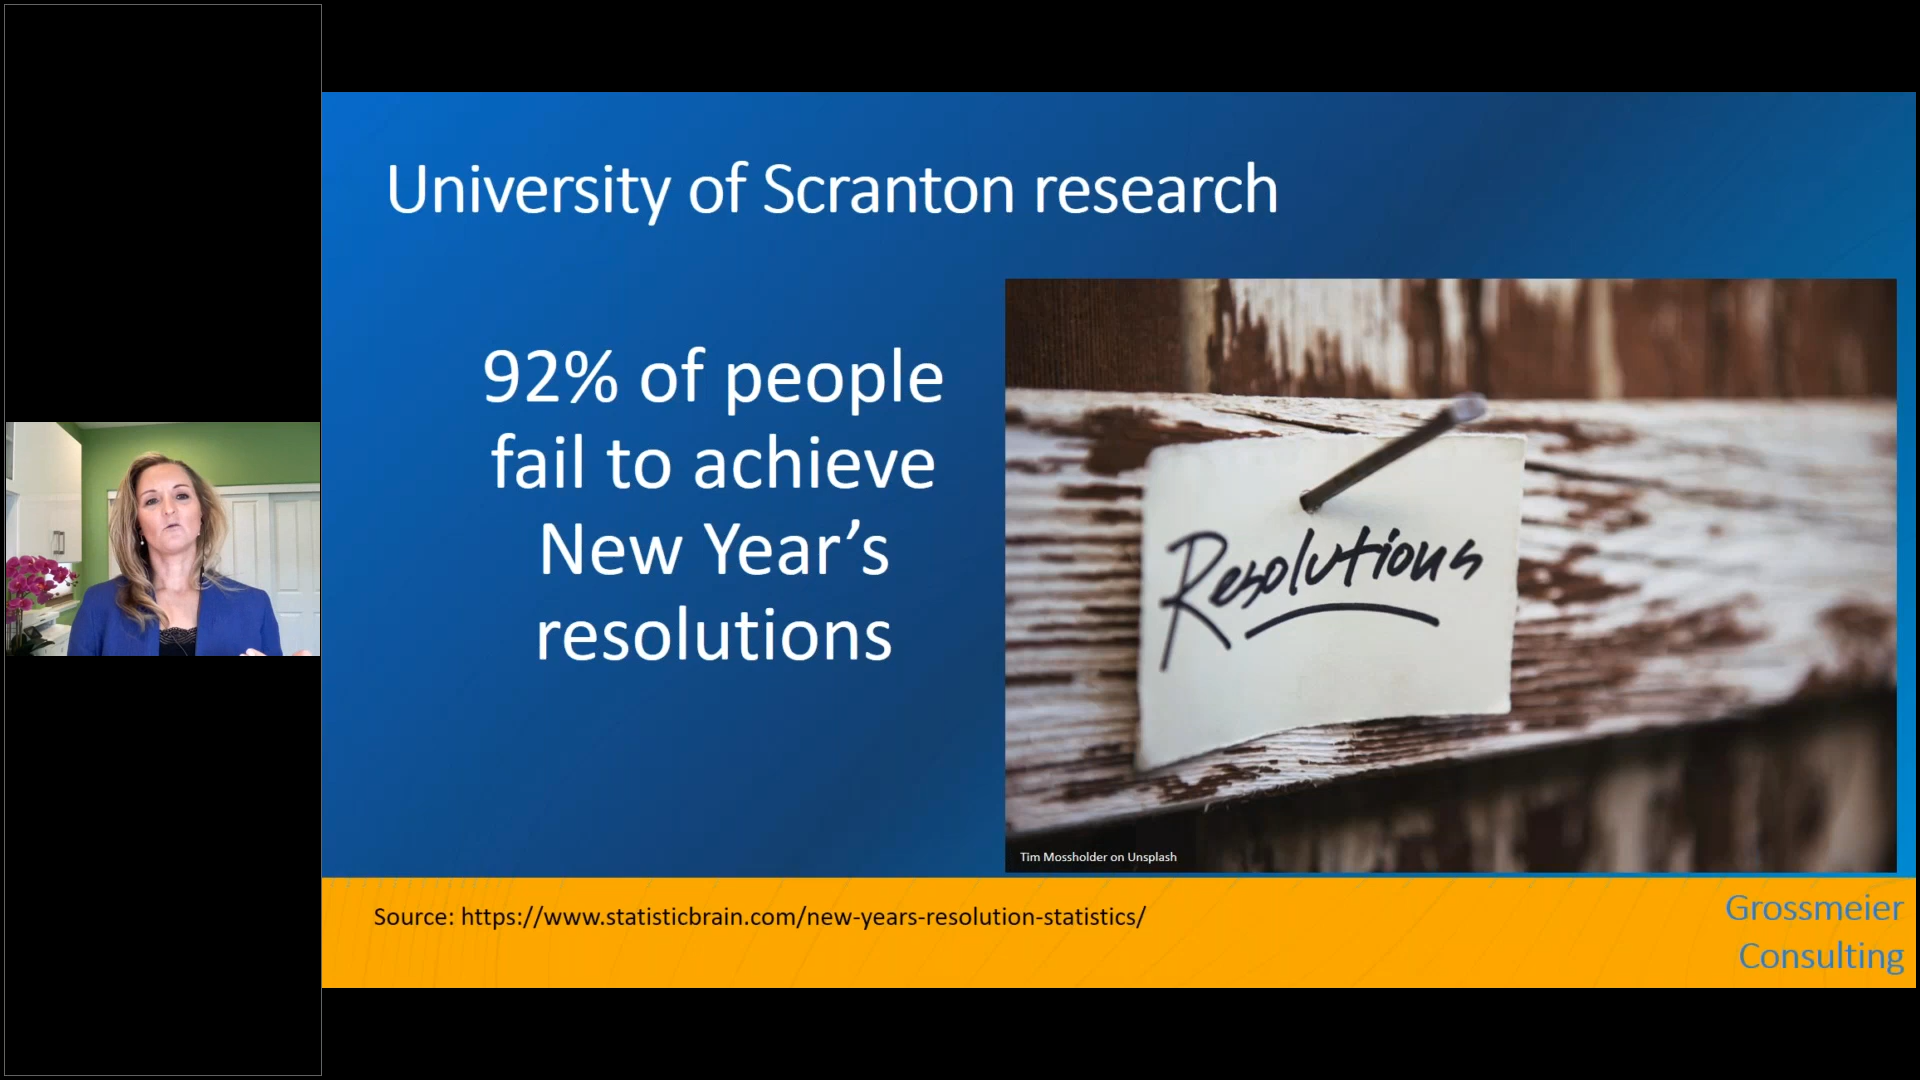 University of Scranton research
92% of people
fail to achieve
New Year’s
resolutions
Resolutions
Tim Mossholder on Unsplash
Source: https://www.statisticbrain.com/new-years-resolution-statistics/
Grossmeier
Consulting